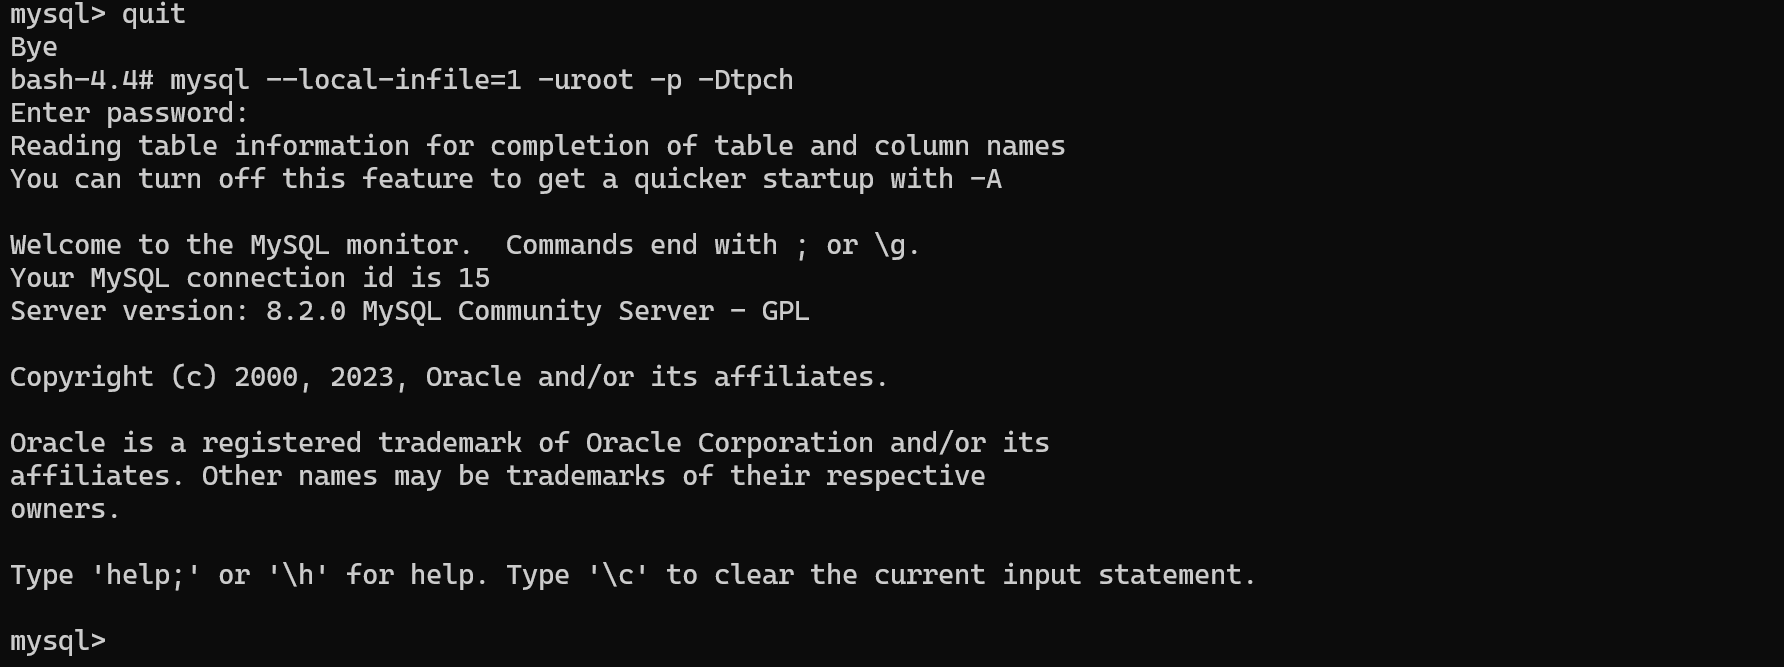 mysql> quit
Bye
bash-4.4# mysql --local-infile=1 -uroot -p -Dtpch
Enter password:
Reading table information for completion of table and column names
You can turn off this feature to get a quicker startup with -A
Welcome to the MySQL monitor.  Commands end with ; or \g.
Your MySQL connection id is 15
Server version: 8.2.0 MySQL Community Server - GPL
Copyright (c) 2000, 2023, Oracle and/or its affiliates.
Oracle is a registered trademark of Oracle Corporation and/or its
affiliates. Other names may be trademarks of their respective
owners.
Type 'help;' or '\h' for help. Type '\c' to clear the current input statement.
mysql>